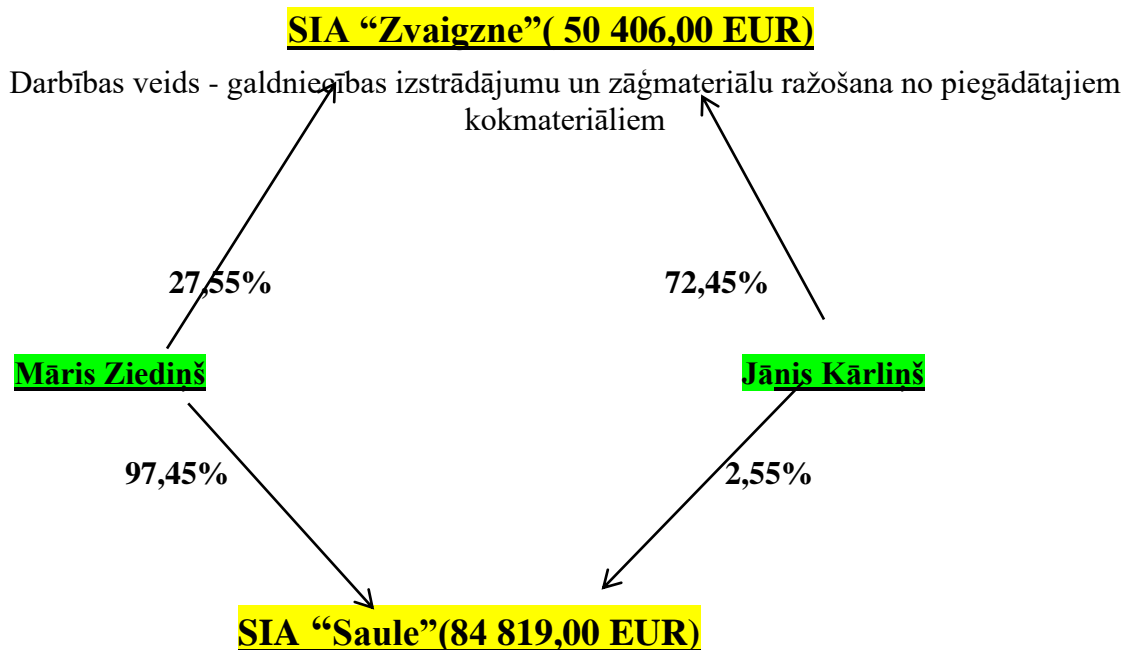 SIA “Zvaigzne”( 50 406,00 EUR)
Darbības veids - galdniecības izstrādājumu un zāģmateriālu ražošana no piegādātajiem
kokmateriāliem
27,55%
72,45%
Māris Ziediņš
Jānis Kārliņš
97,45%
2,55%
SIA “Saule”(84 819,00 EUR)